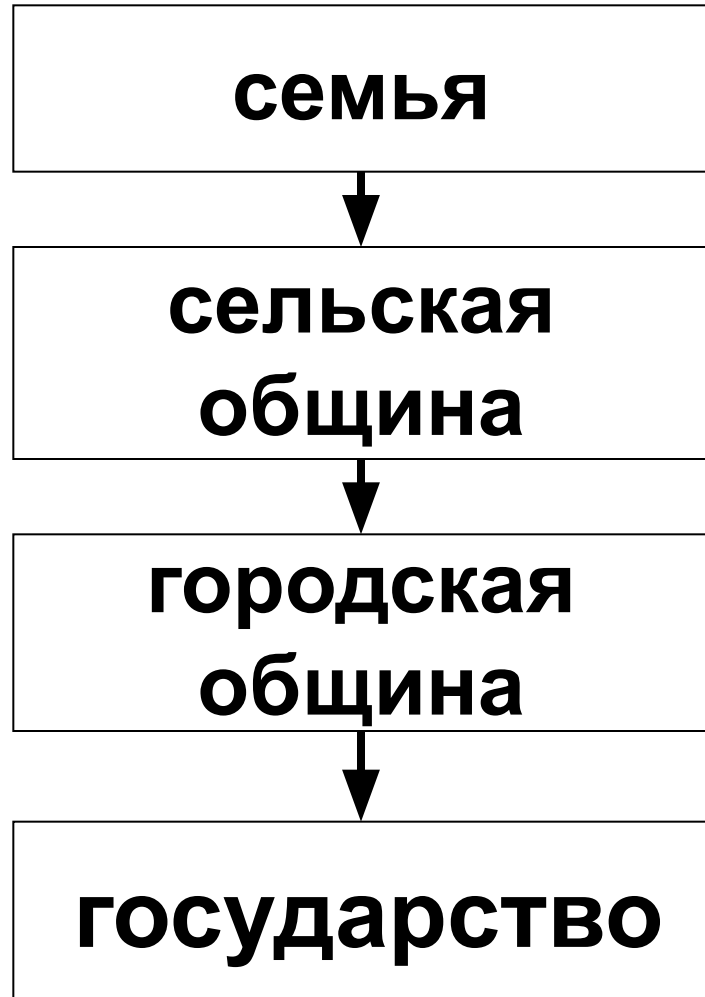 семья
сельская
община
городская
община
государство